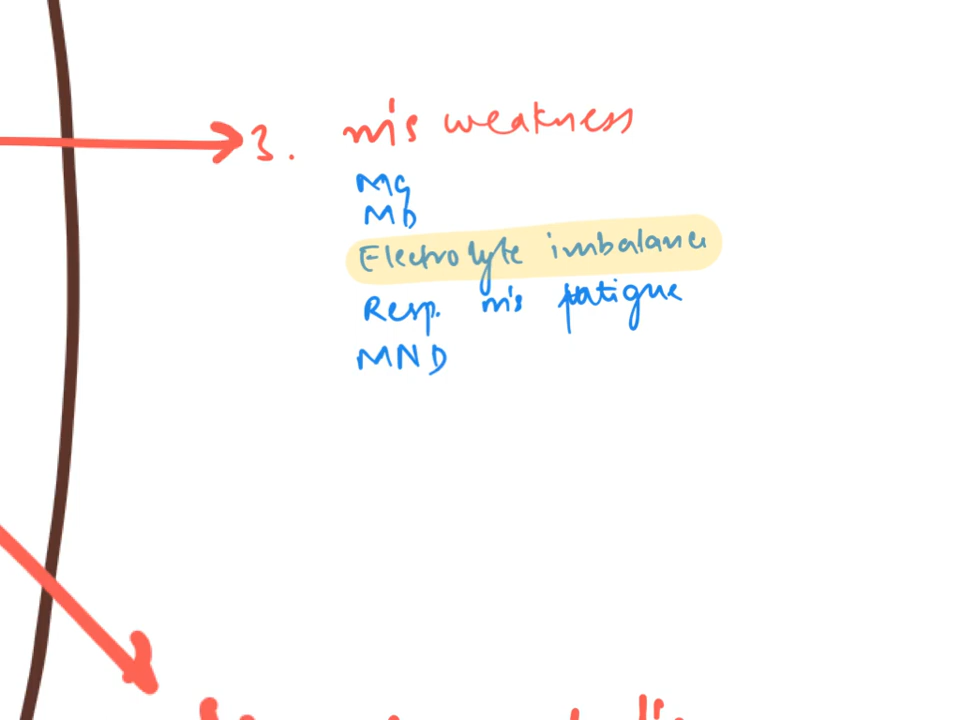 3. m's weakness
MG
MD
Electrolyte imbalance
Resp. m's fatigue
MND